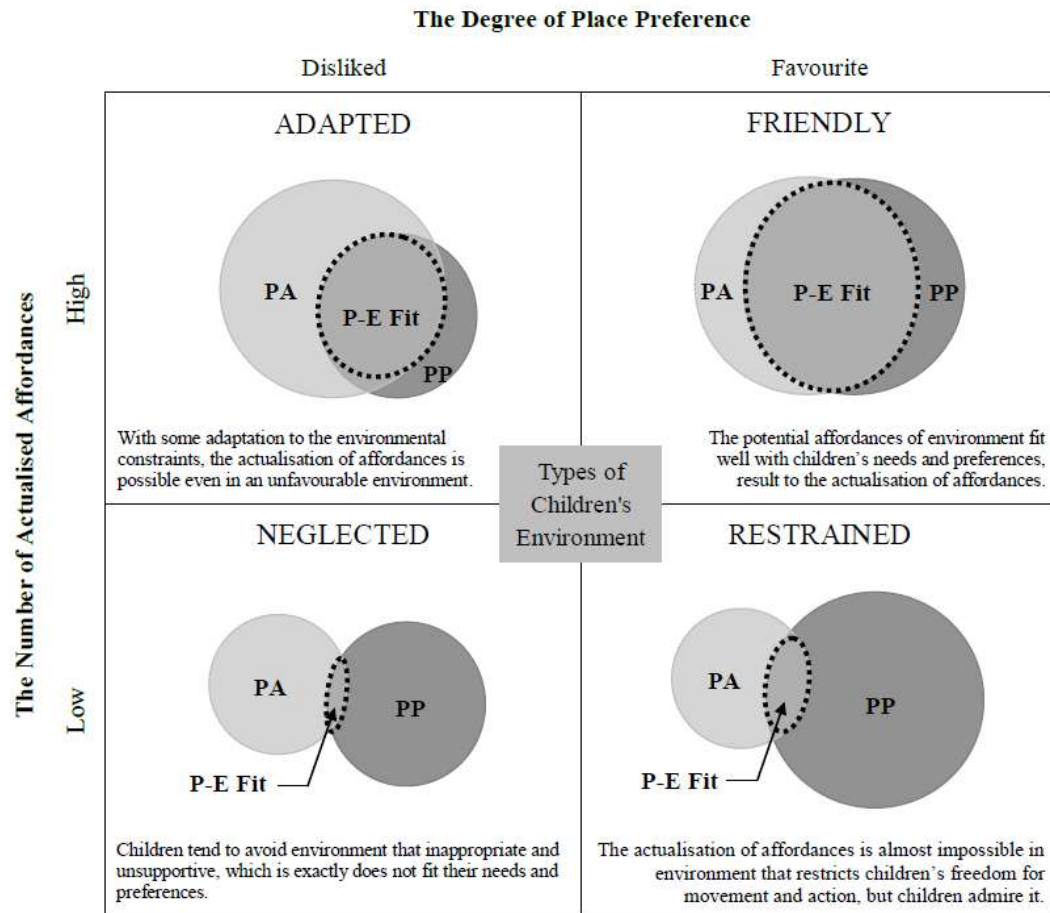 The Degree of Place Preference
Disliked
Favourite
The Number of Actualised Affordances
High
Low
ADAPTED
PA
P-E Fit
PP
With some adaptation to the environmental
constraints, the actualisation of affordances is
possible even in an unfavourable environment.
FRIENDLY
PA
P-E Fit
PP
The potential affordances of environment fit
well with children’s needs and preferences,
result to the actualisation of affordances.
Types of
Children's
Environment
NEGLECTED
PA
PP
P-E Fit
Children tend to avoid environment that inappropriate and
unsupportive, which is exactly does not fit their needs and
preferences.
RESTRAINED
PA
PP
P-E Fit
The actualisation of affordances is almost impossible in
environment that restricts children’s freedom for
movement and action, but children admire it.